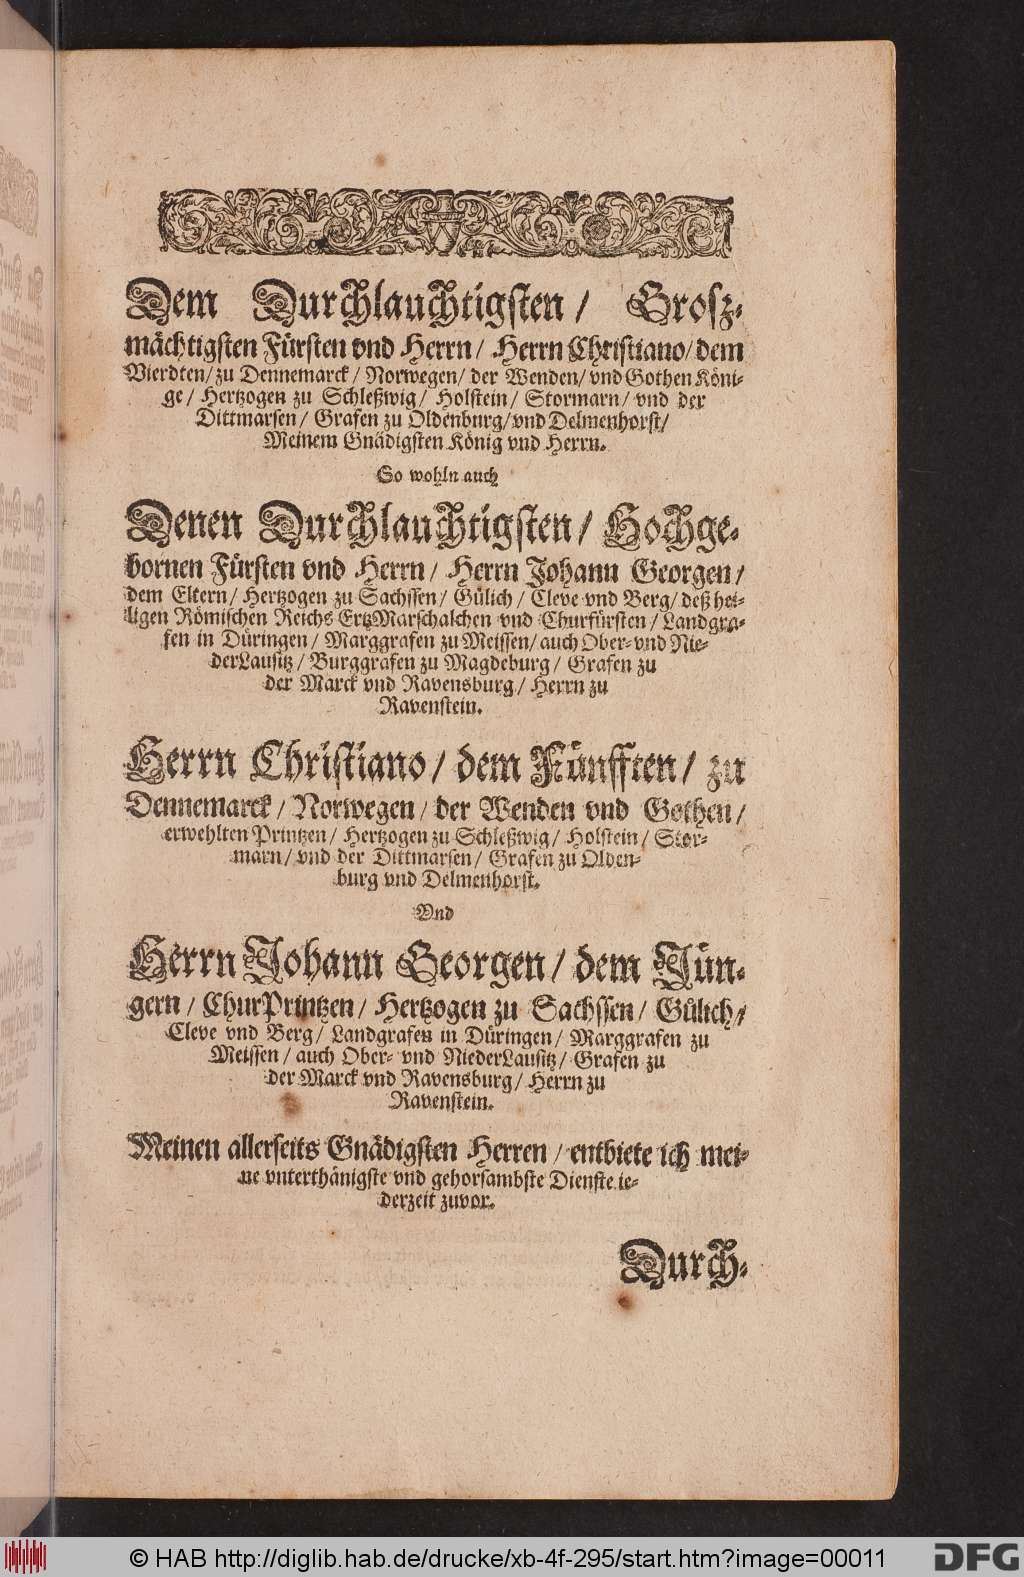 Dem Durchlauchtigsten / Grosz-
mächtigsten Fürsten vnd Herrn / Herrn Christiano / dem
Vierdten / zu Dennemarck / Norwegen / der Wenden / vnd Gothen Köni-
ge / Hertzogen zu Schleßwig / Holstein / Stormarn / vnd der
Dittmarsen / Grafen zu Oldenburg / vnd Delmenhorst /
Meinem Gnädigsten König vnd Herrn.
So wohln auch
Denen Durchlauchtigsten / Hochge-
bornen Fürsten vnd Herrn / Herrn Johann Georgen /
dem Eltern / Hertzogen zu Sachssen / Gülich / Cleve vnd Berg / deß hei-
ligen Römischen Reichs ErtzMarschalchen vnd Churfürsten / Landgra-
fen in Düringen / Marggrafen zu Meissen / auch Ober- vnd Nie-
derLausitz / Burggrafen zu Magdeburg / Grafen zu
der Marck vnd Ravensburg / Herrn zu
Ravenstein.
Herrn Christiano / dem Fünfften / zu
Dennemarck / Norwegen / der Wenden vnd Gothen /
erwehlten Printzen / Hertzogen zu Schleßwig / Holstein / Stor-
marn / vnd der Dittmarsen / Grafen zu Olden-
burg vnd Delmenhorst.
Vnd
Herrn Johann Georgen / dem Jün-
gern / ChurPrintzen / Hertzogen zu Sachssen / Gülich /
Cleve vnd Berg / Landgrafen in Düringen / Marggrafen zu
Meissen / auch Ober- vnd NiederLausitz / Grafen zu
der Marck vnd Ravensburg / Herrn zu
Ravenstein.
Meinen allerseits Gnädigsten Herren / entbiete ich mei-
ne vnterthänigste vnd gehorsambste Dienste ie-
derzeit zuvor.
Durch-
© HAB http://diglib.hab.de/drucke/xb-4f-295/start.htm?image=00011
DFG